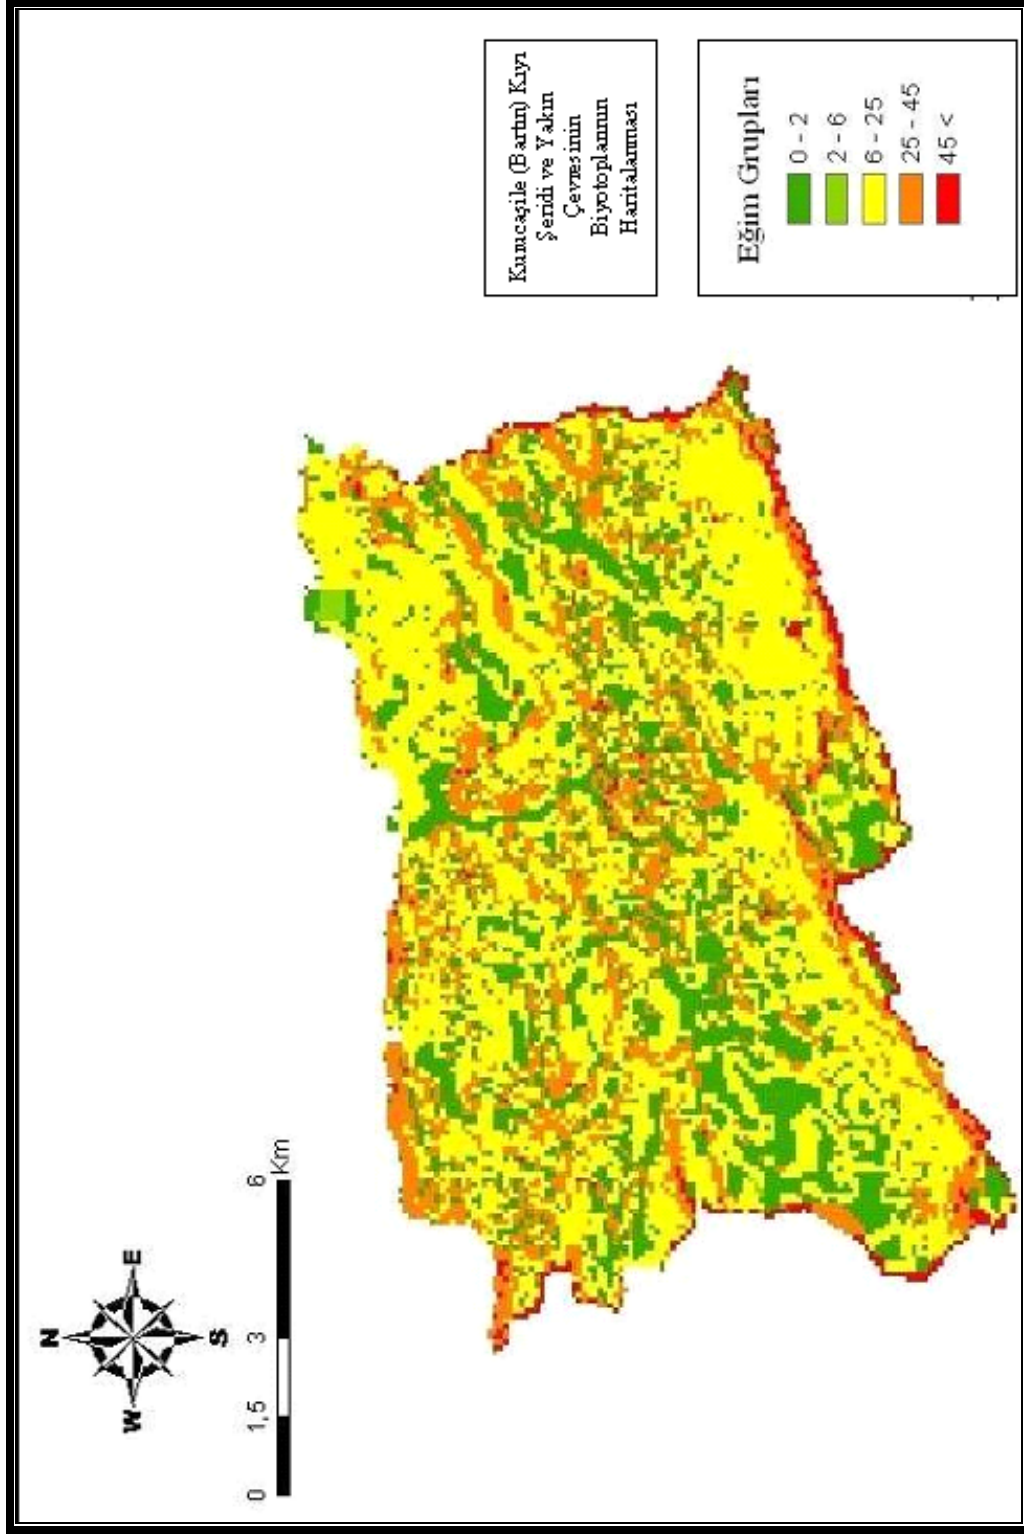 N
W
E
S
0
1,5
3
6
Km
Kurucaşile (Bartın) Kıyı
Şeridi ve Yakın
Çevresinin
Biyotoplarının
Haritalanması
Eğim Grupları
0 - 2
2 - 6
6 - 25
25 - 45
45 <